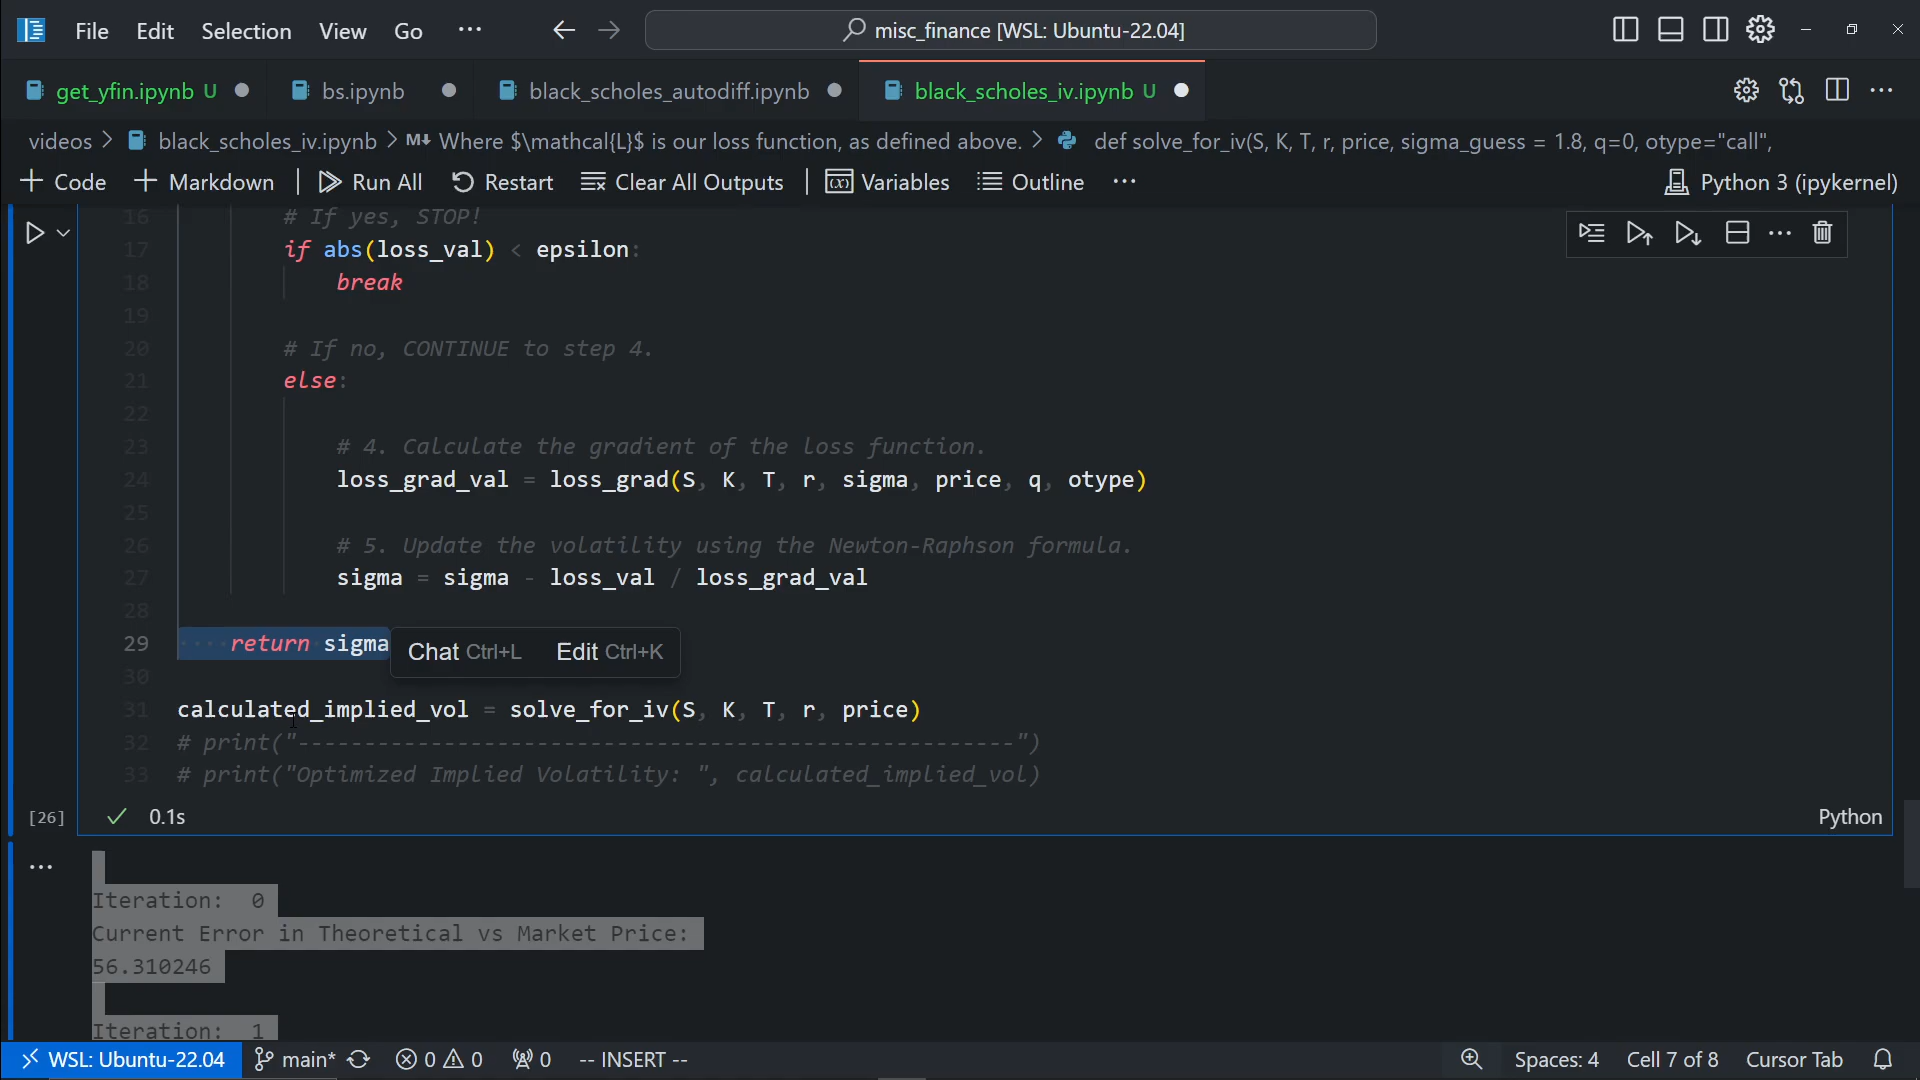 File Edit Selection View Go ··· misc_finance [WSL: Ubuntu-22.04]
get_yfin.ipynb U bs.ipynb black_scholes_autodiff.ipynb black_scholes_iv.ipynb U
videos > black_scholes_iv.ipynb > M↓ Where $\mathcal{L}$ is our loss function, as defined above. > def solve_for_iv(S, K, T, r, price, sigma_guess = 1.8, q=0, otype="call",
+ Code + Markdown Run All Restart Clear All Outputs Variables Outline ··· Python 3 (ipykernel)
16 # If yes, STOP!
17 if abs(loss_val) < epsilon:
18 break
19
20 # If no, CONTINUE to step 4.
21 else:
22
23 # 4. Calculate the gradient of the loss function.
24 loss_grad_val = loss_grad(S, K, T, r, sigma, price, q, otype)
25
26 # 5. Update the volatility using the Newton-Raphson formula.
27 sigma = sigma - loss_val / loss_grad_val
28
29 return sigma Chat Ctrl+L Edit Ctrl+K
30
31 calculated_implied_vol = solve_for_iv(S, K, T, r, price)
32 # print("------------------------------------------------------")
33 # print("Optimized Implied Volatility: ", calculated_implied_vol)
[26] ✓ 0.1s Python
Iteration: 0
Current Error in Theoretical vs Market Price:
56.310246
Iteration: 1
WSL: Ubuntu-22.04 main* 0 0 0 -- INSERT -- Spaces: 4 Cell 7 of 8 Cursor Tab